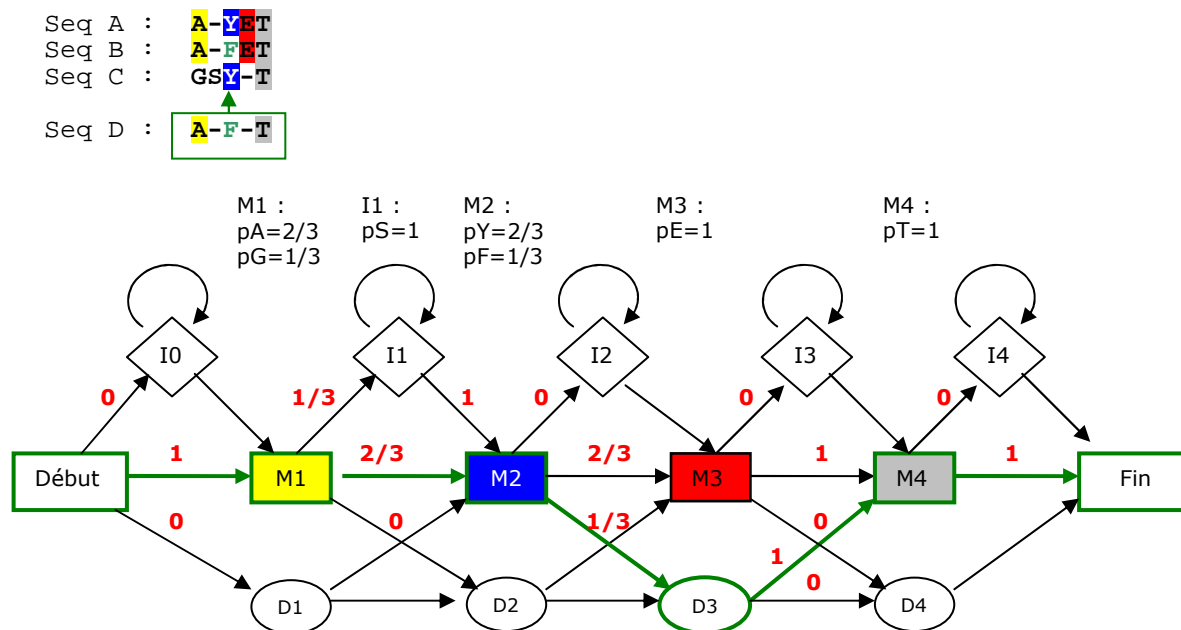 Seq A : A-YET
Seq B : A-FET
Seq C : GSY-T
Seq D : A-F-T
M1 :
pA=2/3
pG=1/3
I1 :
pS=1
M2 :
pY=2/3
pF=1/3
M3 :
pE=1
M4 :
pT=1
I0 I1 I2 I3 I4
0 1/3 1 0 0 0
1 2/3 2/3 1 1
Début M1 M2 M3 M4 Fin
0 0 1/3 0
1
0
D1 D2 D3 D4